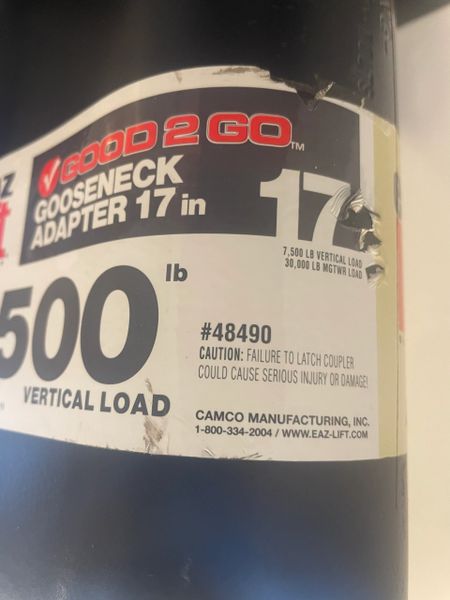 GOOD 2 GO™
GOOSENECK
ADAPTER 17 in
17
7,500 LB VERTICAL LOAD
30,000 LB MGTWR LOAD
500 lb
VERTICAL LOAD
#48490
CAUTION: FAILURE TO LATCH COUPLER
COULD CAUSE SERIOUS INJURY OR DAMAGE!
CAMCO MANUFACTURING, INC.
1-800-334-2004 / WWW.EAZ-LIFT.COM